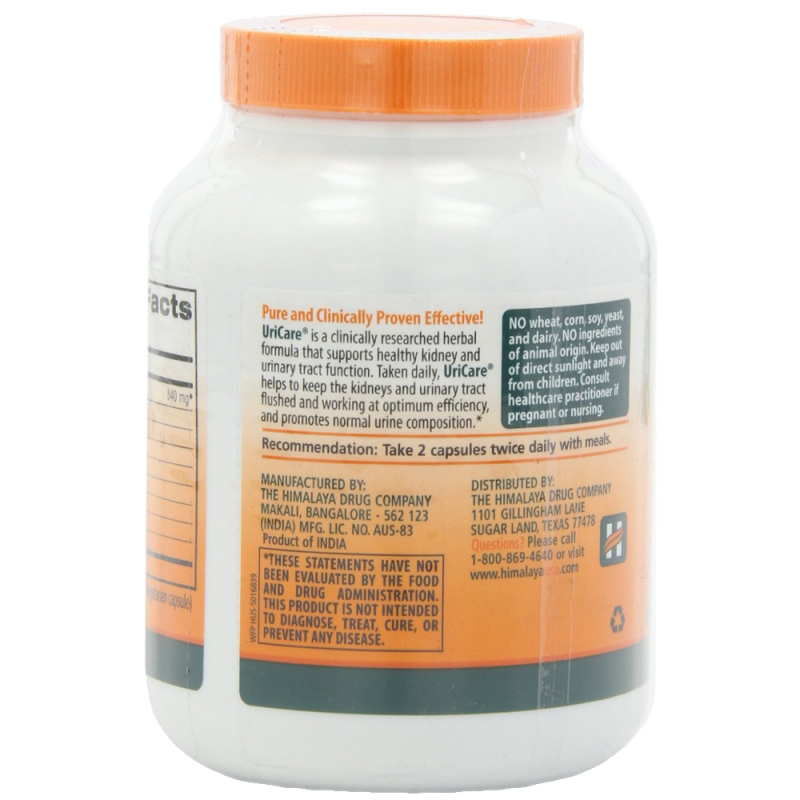 Facts
840 mg*
Pure and Clinically Proven Effective!
UriCare® is a clinically researched herbal
formula that supports healthy kidney and
urinary tract function. Taken daily, UriCare®
helps to keep the kidneys and urinary tract
flushed and working at optimum efficiency,
and promotes normal urine composition.*
NO wheat, corn, soy, yeast,
and dairy. NO ingredients
of animal origin. Keep out
of direct sunlight and away
from children. Consult
healthcare practitioner if
pregnant or nursing.
Recommendation: Take 2 capsules twice daily with meals.
MANUFACTURED BY:
THE HIMALAYA DRUG COMPANY
MAKALI, BANGALORE - 562 123
(INDIA) MFG. LIC. NO. AUS-83
Product of INDIA
*THESE STATEMENTS HAVE NOT
BEEN EVALUATED BY THE FOOD
AND DRUG ADMINISTRATION.
THIS PRODUCT IS NOT INTENDED
TO DIAGNOSE, TREAT, CURE, OR
PREVENT ANY DISEASE.
DISTRIBUTED BY:
THE HIMALAYA DRUG COMPANY
1101 GILLINGHAM LANE
SUGAR LAND, TEXAS 77478
Questions? Please call
1-800-869-4640 or visit
www.himalayausa.com
H
WFP HUS-5016839
capsule)